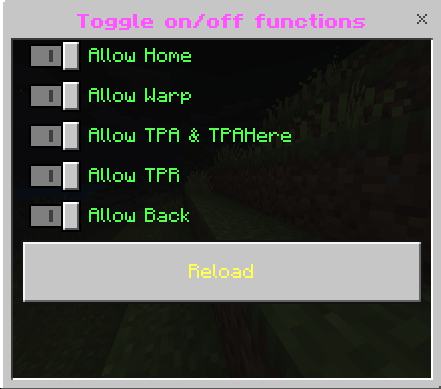 Toggle on/off functions
Allow Home
Allow Warp
Allow TPA & TPAHere
Allow TPR
Allow Back
Reload